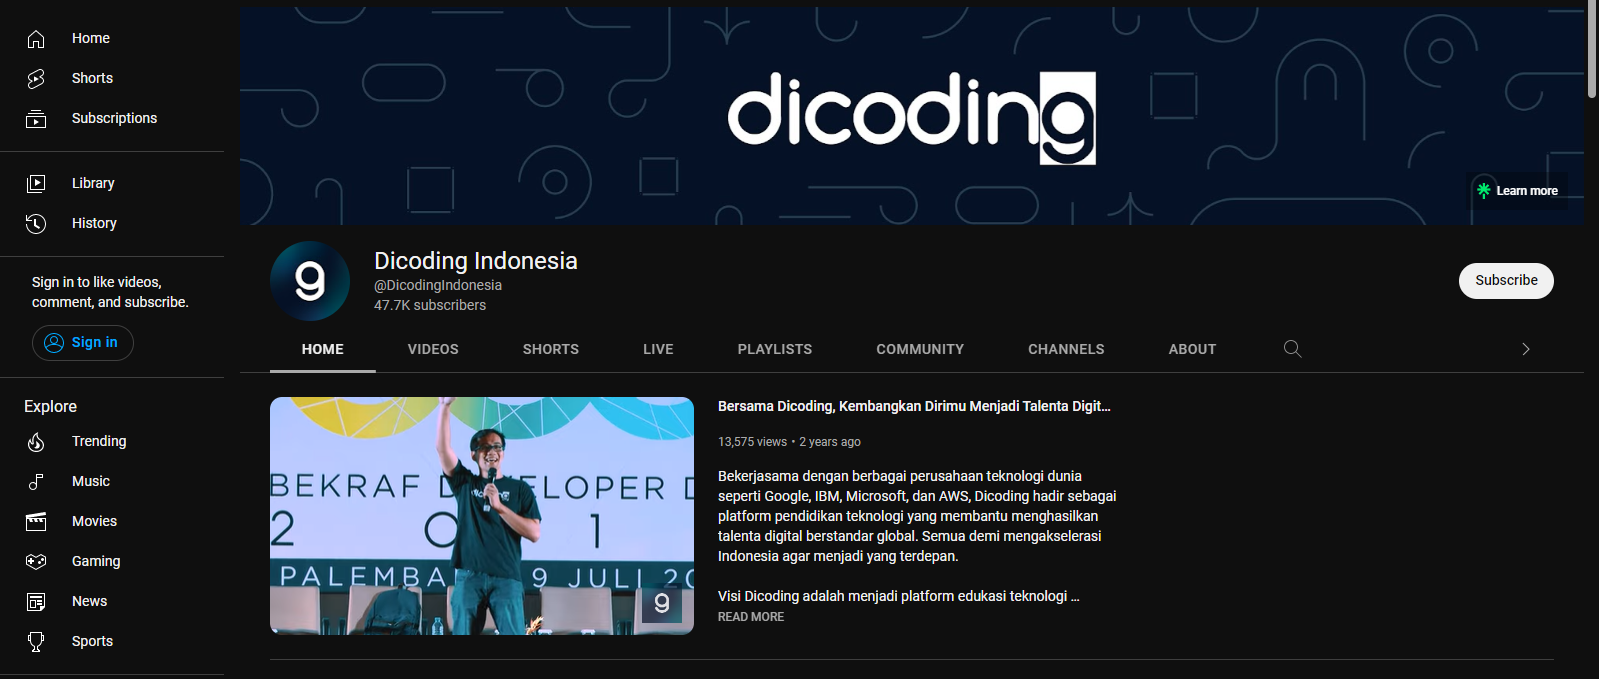 Home
Shorts
Subscriptions
Library
History
Sign in to like videos,
comment, and subscribe.
Sign in
Explore
Trending
Music
Movies
Gaming
News
Sports
dicoding
Learn more
g
Dicoding Indonesia
@DicodingIndonesia
47.7K subscribers
Subscribe
HOME
VIDEOS
SHORTS
LIVE
PLAYLISTS
COMMUNITY
CHANNELS
ABOUT
BEKRAF D
LOPER D
2 0 1
PALEMBA
9 JULI 20
g
Bersama Dicoding, Kembangkan Dirimu Menjadi Talenta Digit...
13,575 views • 2 years ago
Bekerjasama dengan berbagai perusahaan teknologi dunia
seperti Google, IBM, Microsoft, dan AWS, Dicoding hadir sebagai
platform pendidikan teknologi yang membantu menghasilkan
talenta digital berstandar global. Semua demi mengakselerasi
Indonesia agar menjadi yang terdepan.
Visi Dicoding adalah menjadi platform edukasi teknologi ...
READ MORE